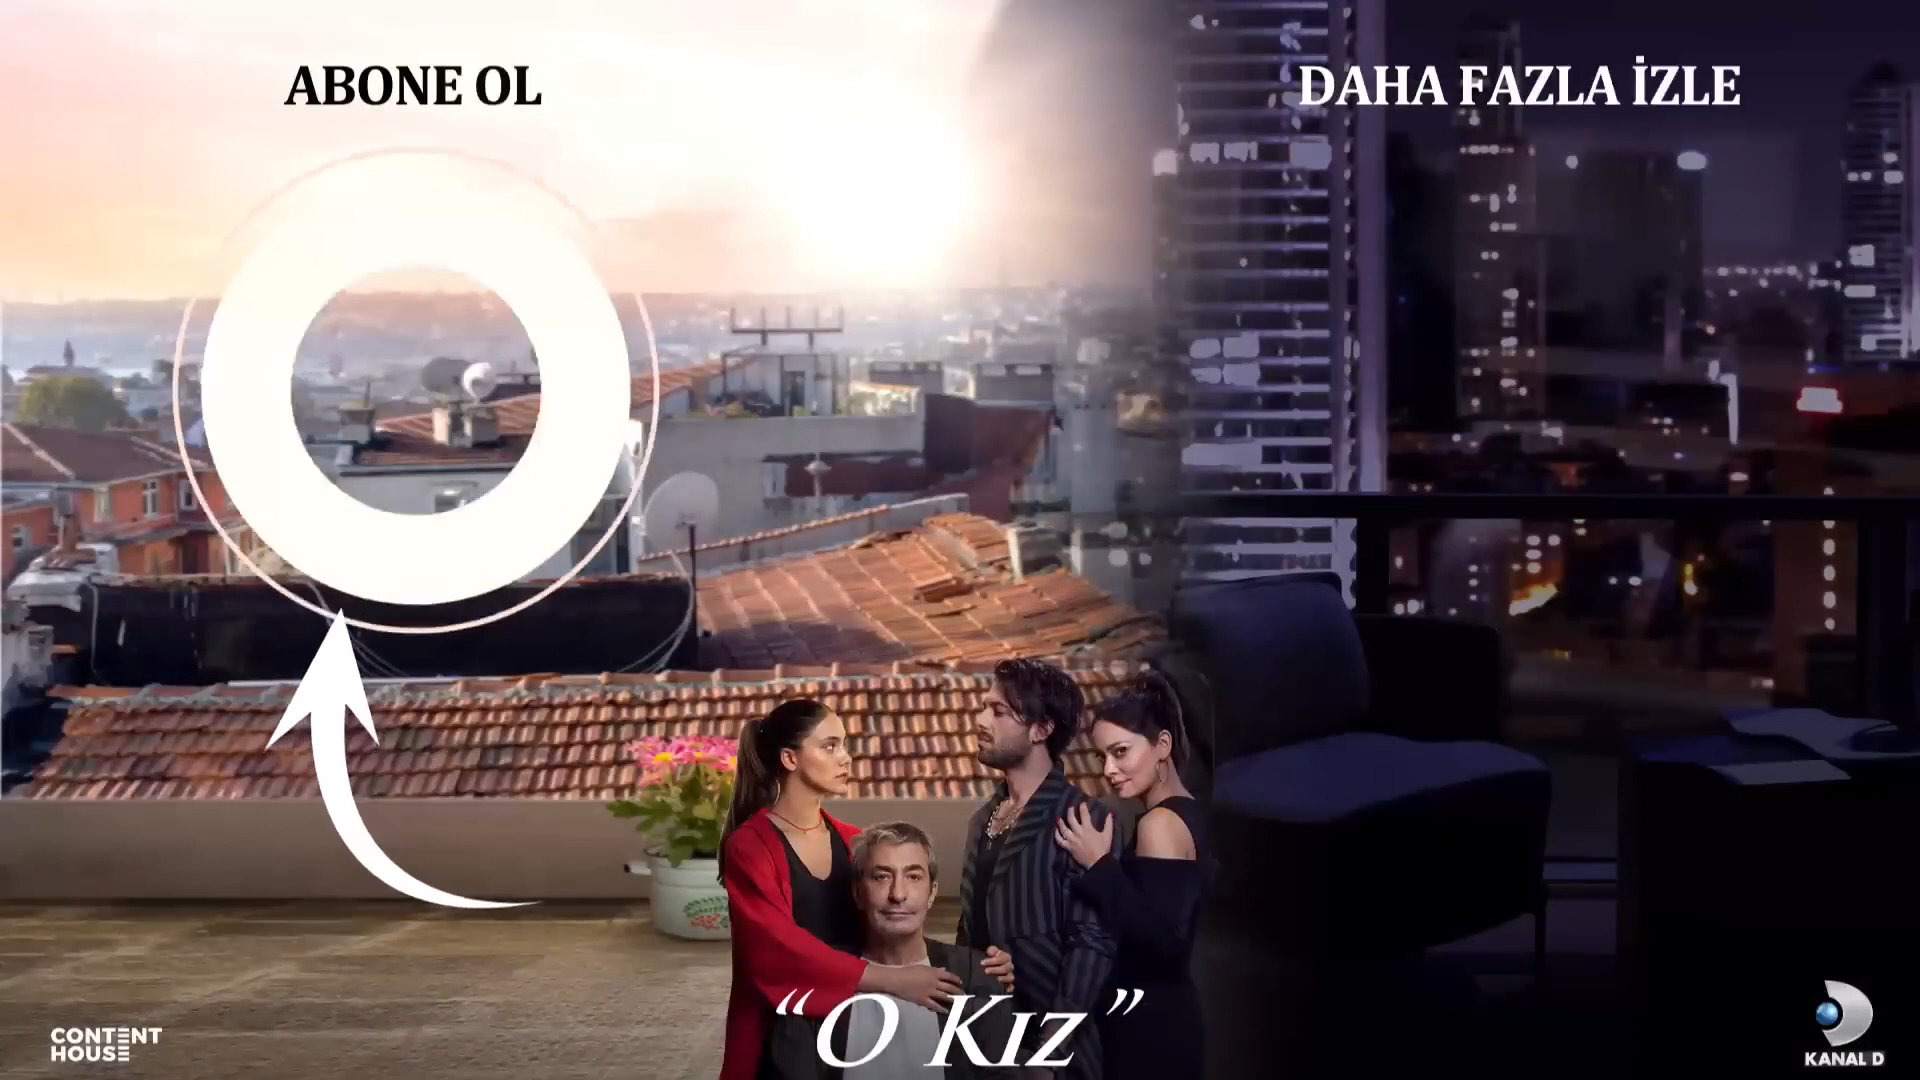 ABONE OL
DAHA FAZLA İZLE
“O Kız”
CONTENT
HOUSE
KANAL D